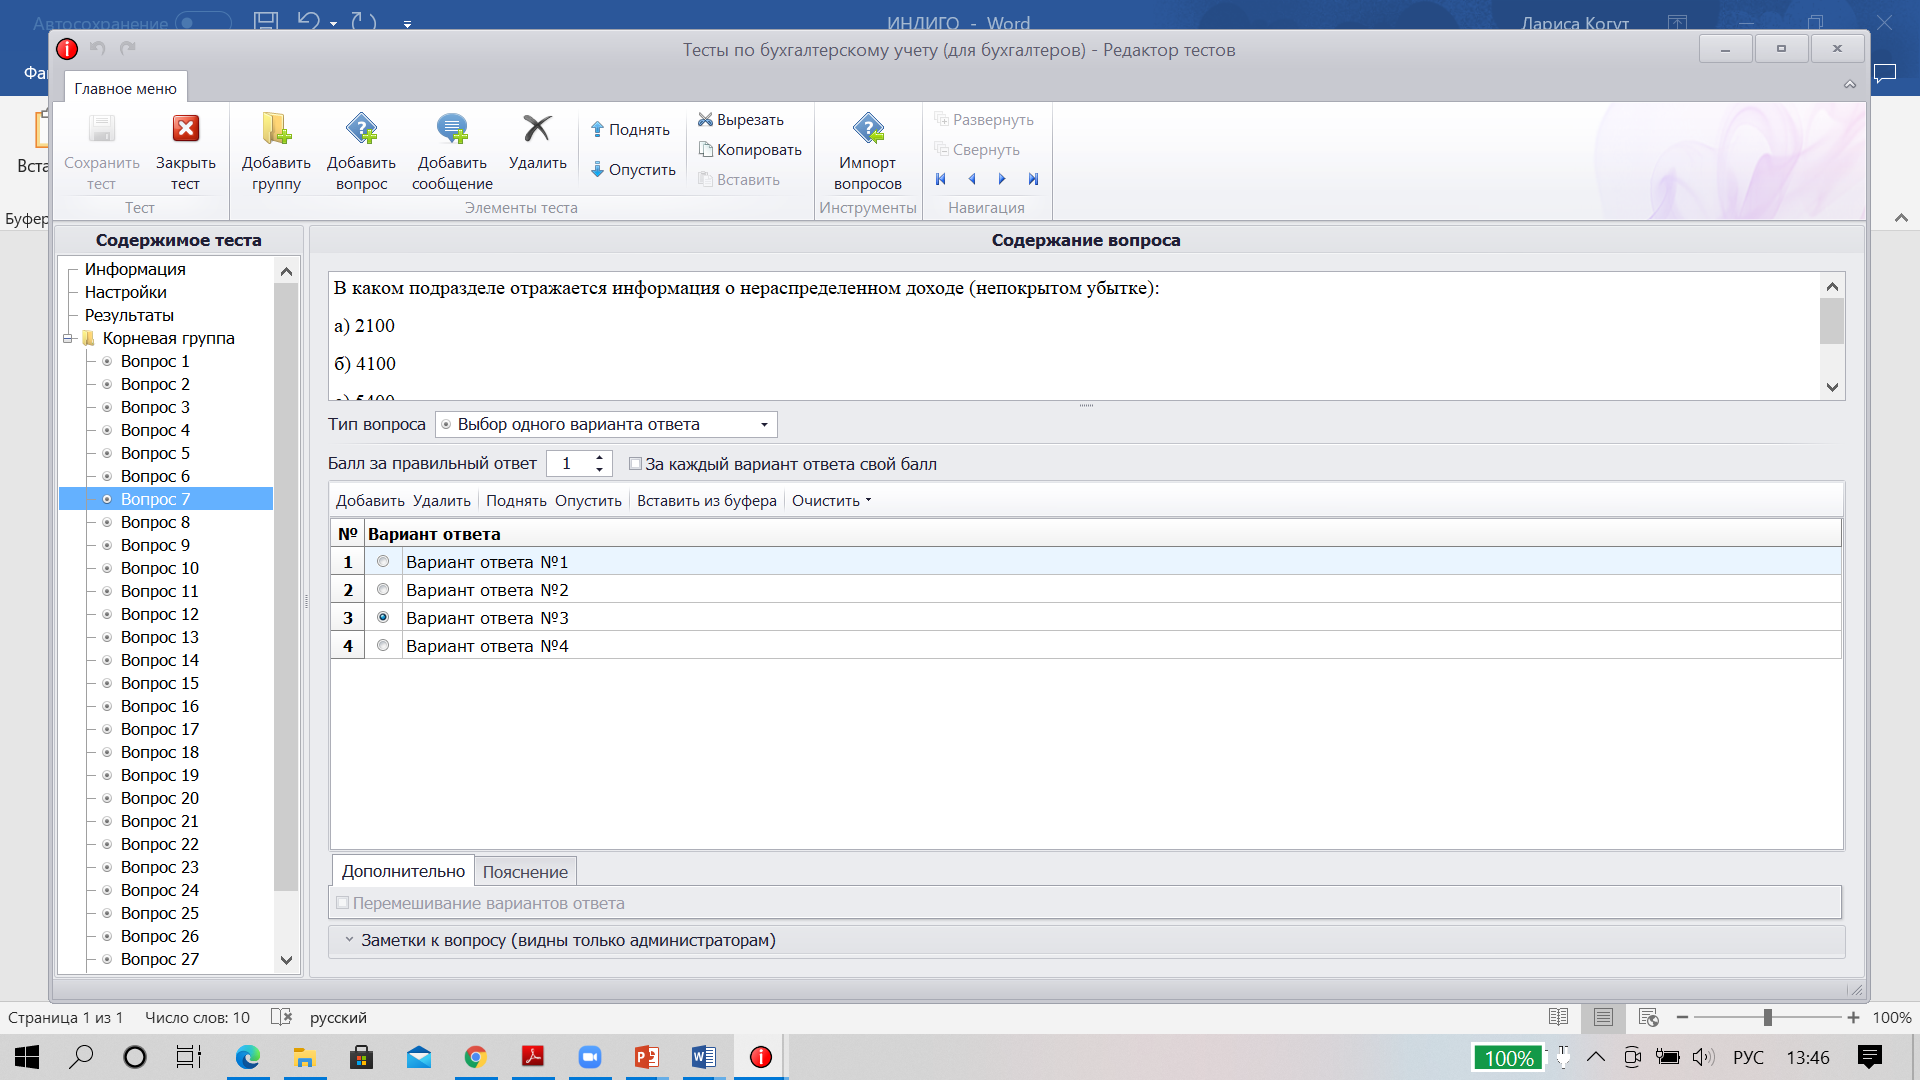 Автосохранение
ИНДИГО - Word
Лариса Когут
Тесты по бухгалтерскому учету (для бухгалтеров) - Редактор тестов
Главное меню
Сохранить тест
Закрыть тест
Тест
Добавить группу
Добавить вопрос
Добавить сообщение
Удалить
Поднять
Опустить
Вырезать
Копировать
Вставить
Элементы теста
Импорт вопросов
Инструменты
Развернуть
Свернуть
Навигация
Буфер
Содержимое теста
Информация
Настройки
Результаты
Корневая группа
Вопрос 1
Вопрос 2
Вопрос 3
Вопрос 4
Вопрос 5
Вопрос 6
Вопрос 7
Вопрос 8
Вопрос 9
Вопрос 10
Вопрос 11
Вопрос 12
Вопрос 13
Вопрос 14
Вопрос 15
Вопрос 16
Вопрос 17
Вопрос 18
Вопрос 19
Вопрос 20
Вопрос 21
Вопрос 22
Вопрос 23
Вопрос 24
Вопрос 25
Вопрос 26
Вопрос 27
Содержание вопроса
В каком подразделе отражается информация о нераспределенном доходе (непокрытом убытке):
а) 2100
б) 4100
Тип вопроса Выбор одного варианта ответа
Балл за правильный ответ 1 За каждый вариант ответа свой балл
Добавить Удалить Поднять Опустить Вставить из буфера Очистить
№ Вариант ответа
1 Вариант ответа №1
2 Вариант ответа №2
3 Вариант ответа №3
4 Вариант ответа №4
Дополнительно Пояснение
Перемешивание вариантов ответа
Заметки к вопросу (видны только администраторам)
Страница 1 из 1 Число слов: 10 русский 100%
100% РУС 13:46